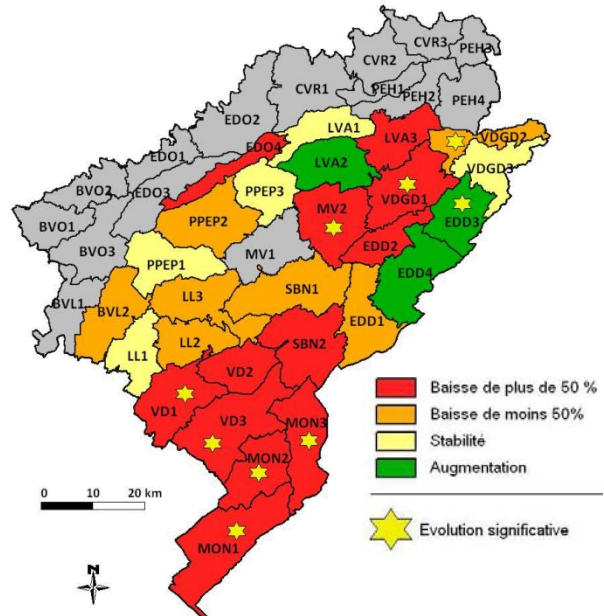 CVR3
CVR2
PEH3
CVR1
PEH1
PEH2
PEH4
EDO2
LVA1
VDGD2
LVA3
EDO4
EDO1
LVA2
VDGD3
BVO2
EDO3
PPEP3
VDGD1
MV2
EDD3
BVO1
PPEP2
BVO3
MV1
EDD2
PPEP1
EDD4
LL3
SBN1
BVL1
BVL2
EDD1
LL2
SBN2
LL1
VD2
VD1
VD3
MON3
MON2
MON1
Baisse de plus de 50 %
Baisse de moins 50%
Stabilité
Augmentation
Evolution significative
0 10 20 km
N